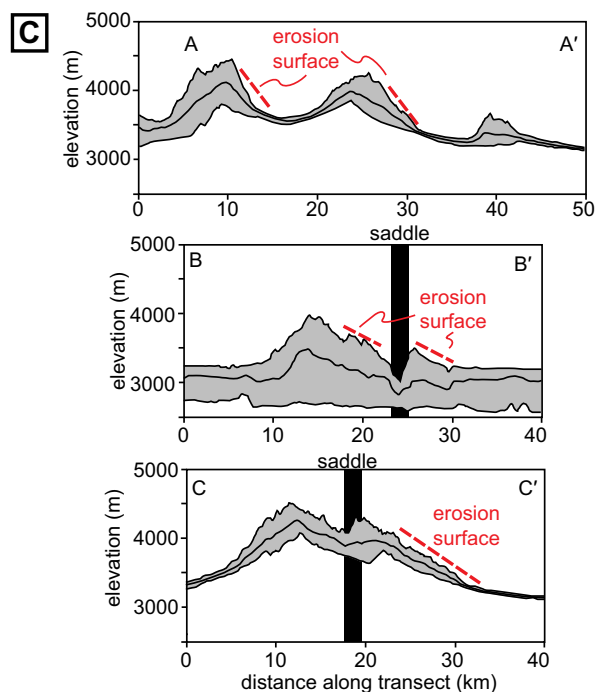 C
A
erosion
surface
A′
elevation (m)
5000
4000
3000
0
10
20
30
40
50
saddle
B
B′
erosion
surface
elevation (m)
5000
4000
3000
0
10
20
30
40
saddle
C
C′
erosion
surface
elevation (m)
5000
4000
3000
0
10
20
30
40
distance along transect (km)